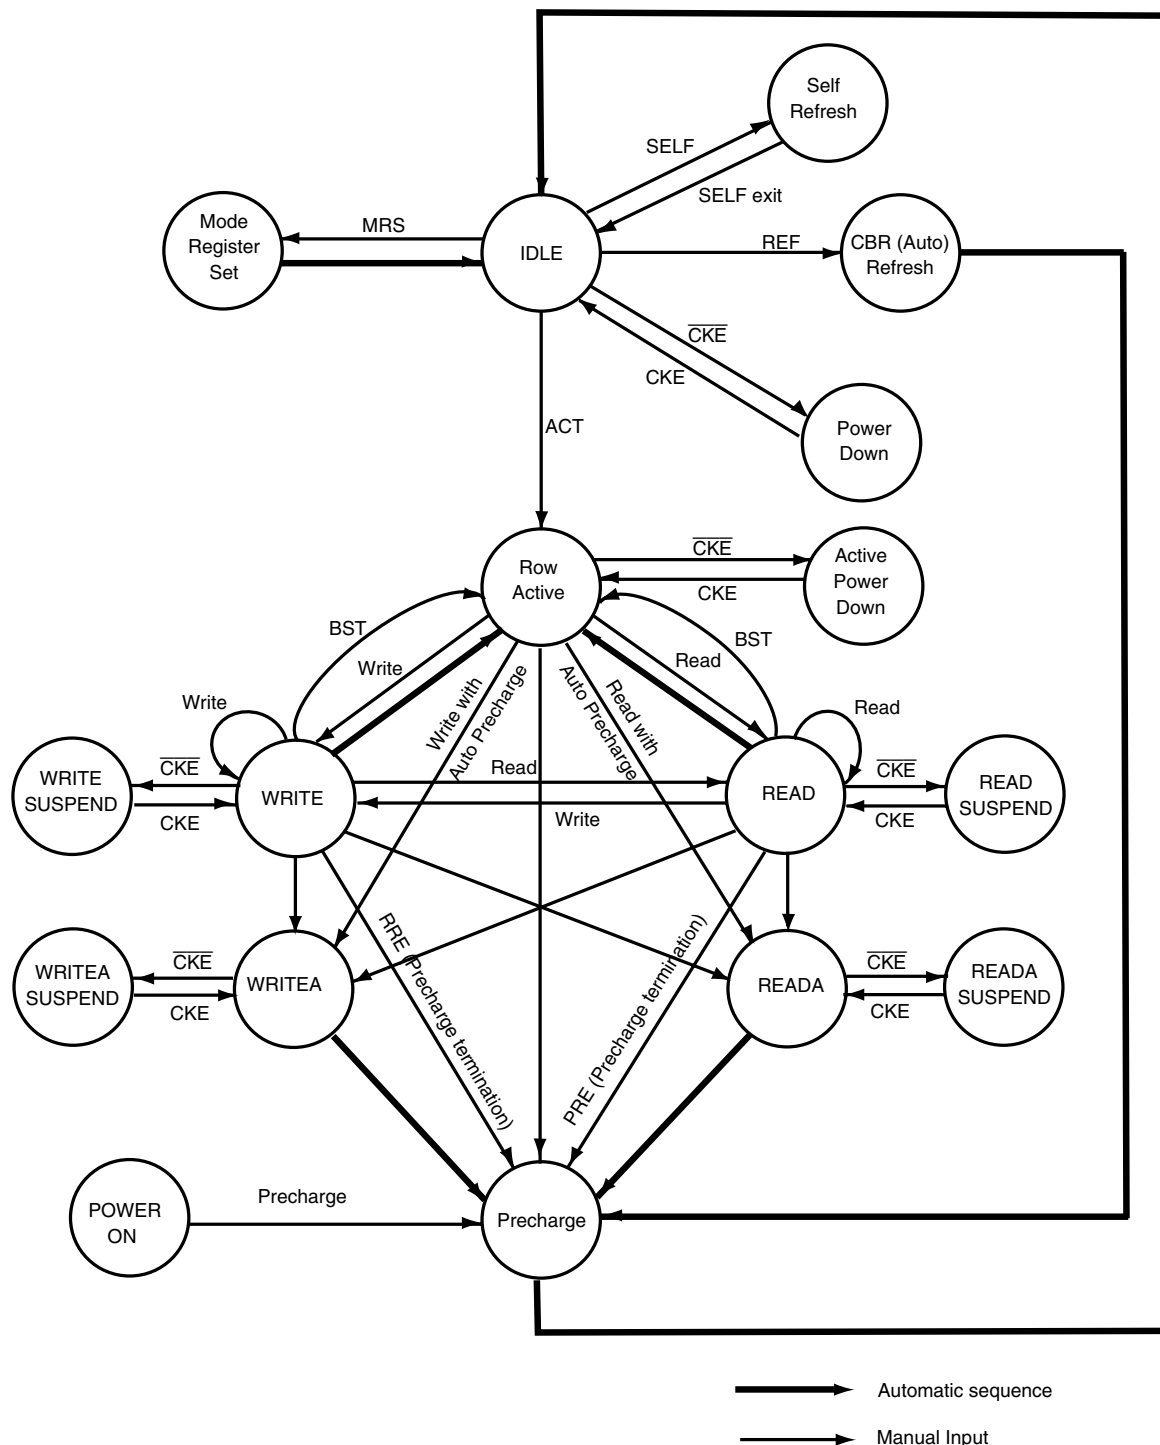 Self
Refresh
SELF
SELF exit
Mode
Register
Set
MRS
IDLE
REF
CBR (Auto)
Refresh
CKE
CKE
Power
Down
ACT
Row
Active
CKE
CKE
Active
Power
Down
BST
BST
Write
Read
Write with
Auto Precharge
Read with
Auto Precharge
Write
Read
WRITE
SUSPEND
CKE
CKE
WRITE
Read
Write
READ
CKE
CKE
READ
SUSPEND
RRE (Precharge termination)
PRE (Precharge termination)
WRITEA
SUSPEND
CKE
CKE
WRITEA
READA
CKE
CKE
READA
SUSPEND
POWER
ON
Precharge
Precharge
Automatic sequence
Manual Input